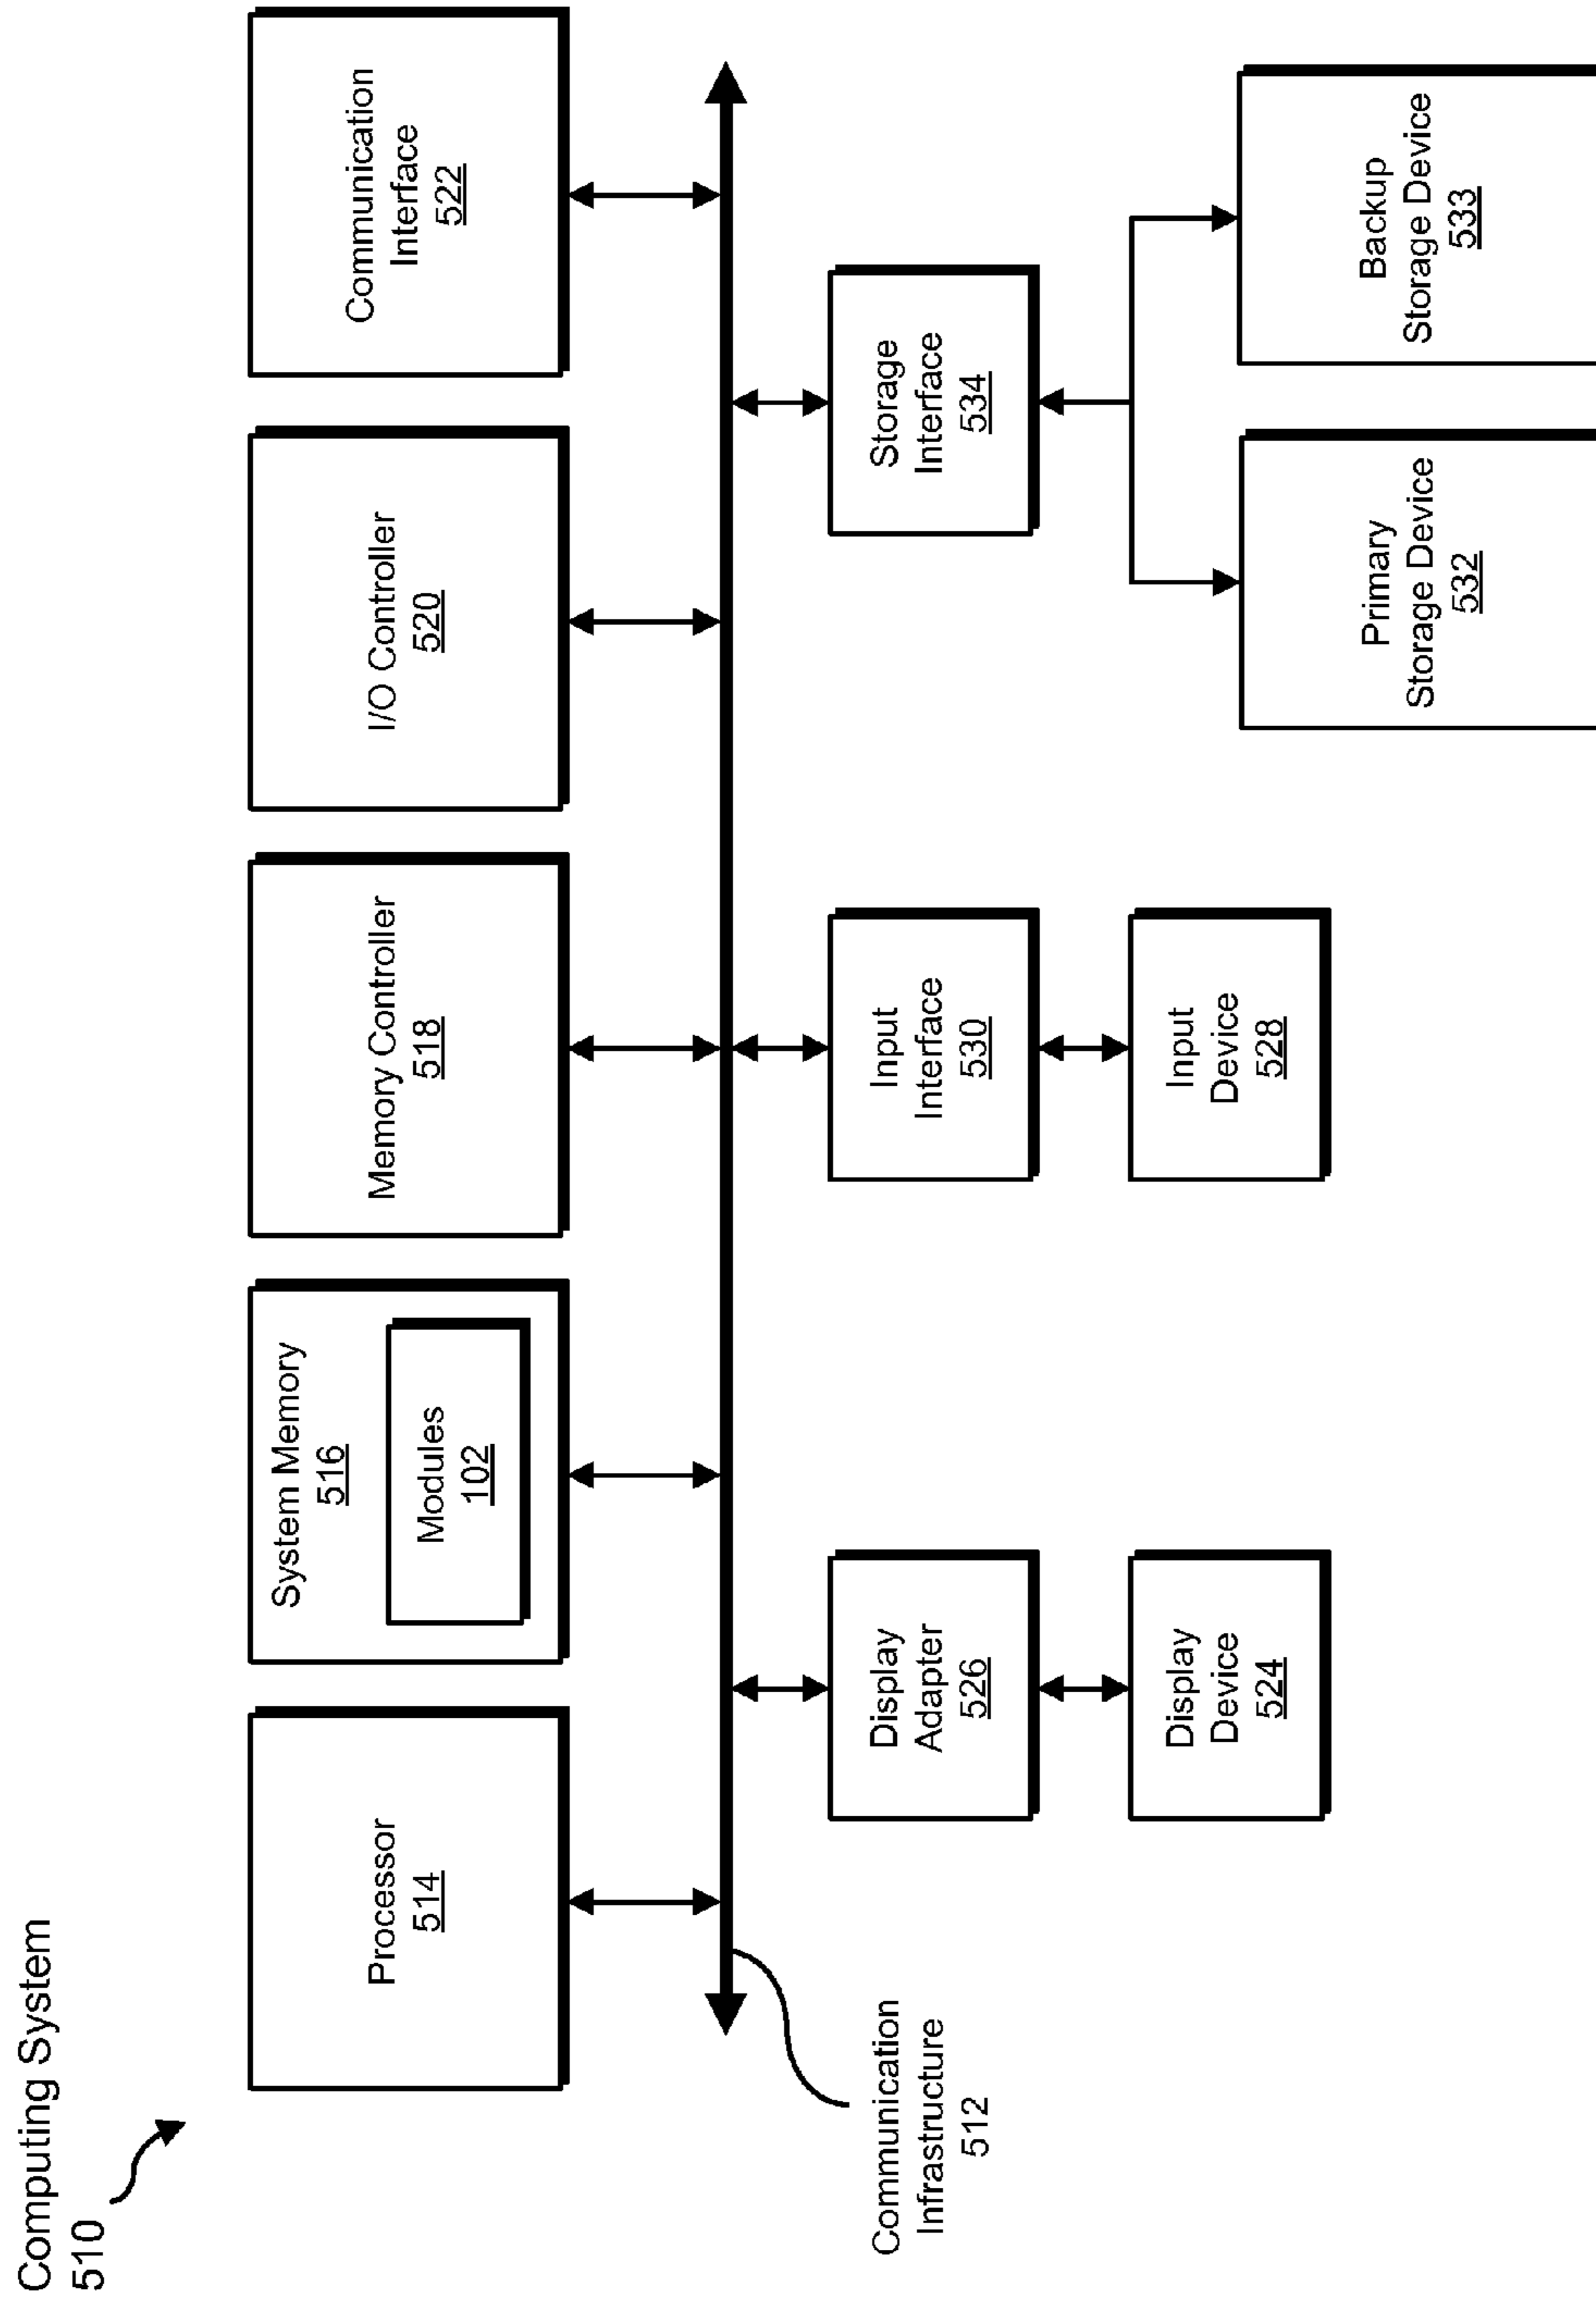 Computing System
510
Processor
514
System Memory
516
Modules
102
Memory Controller
518
I/O Controller
520
Communication
Interface
522
Communication
Infrastructure
512
Display
Adapter
526
Input
Interface
530
Storage
Interface
534
Display
Device
524
Input
Device
528
Primary
Storage Device
532
Backup
Storage Device
533